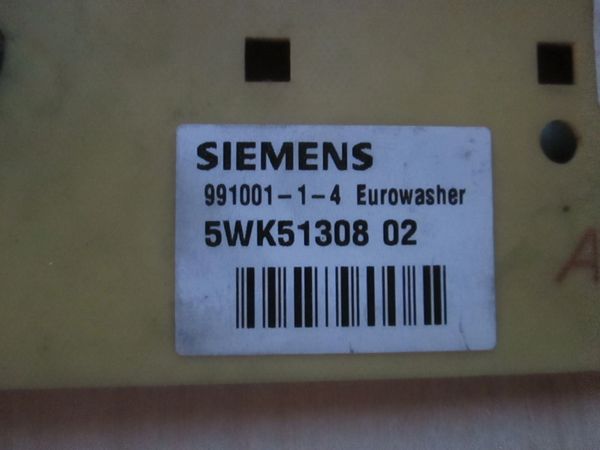 SIEMENS
991001-1-4 Eurowasher
5WK51308 02
A